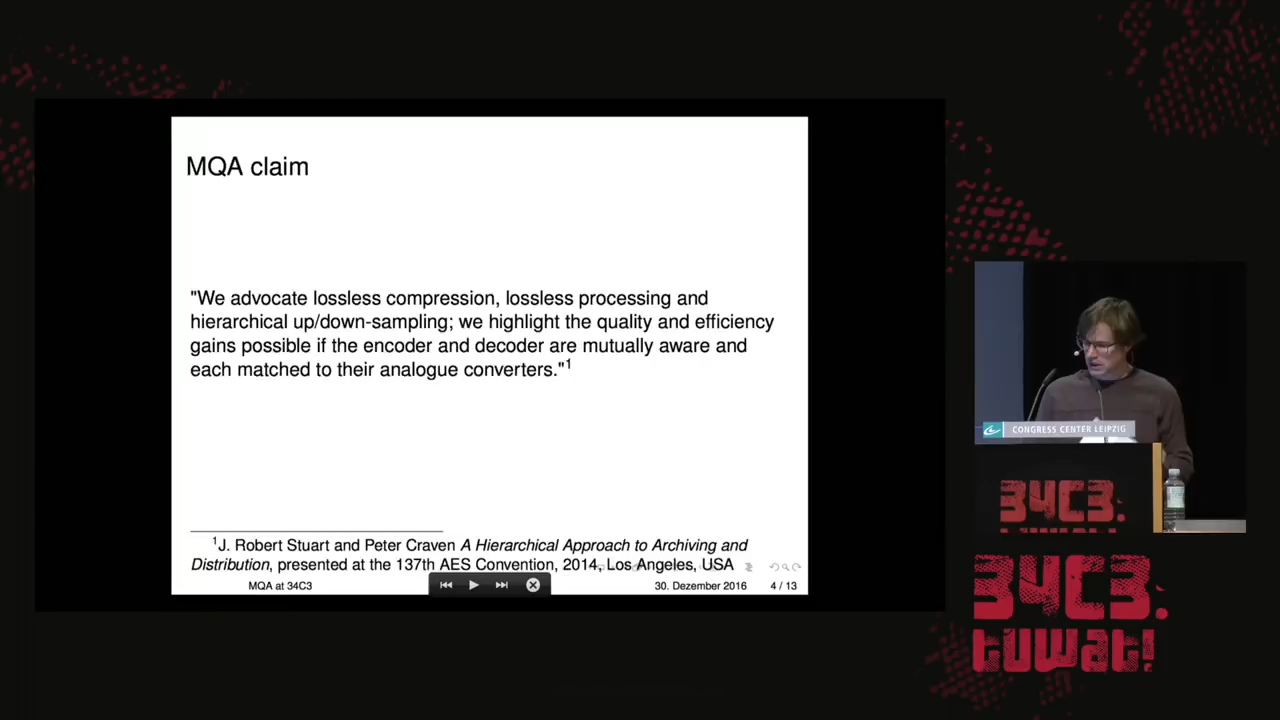 MQA claim
"We advocate lossless compression, lossless processing and
hierarchical up/down-sampling; we highlight the quality and efficiency
gains possible if the encoder and decoder are mutually aware and
each matched to their analogue converters."1
1J. Robert Stuart and Peter Craven A Hierarchical Approach to Archiving and
Distribution, presented at the 137th AES Convention, 2014, Los Angeles, USA
MQA at 34C3
30. Dezember 2016
4 / 13
CONGRESS CENTER LEIPZIG
34C3.
34C3.
tuwat!